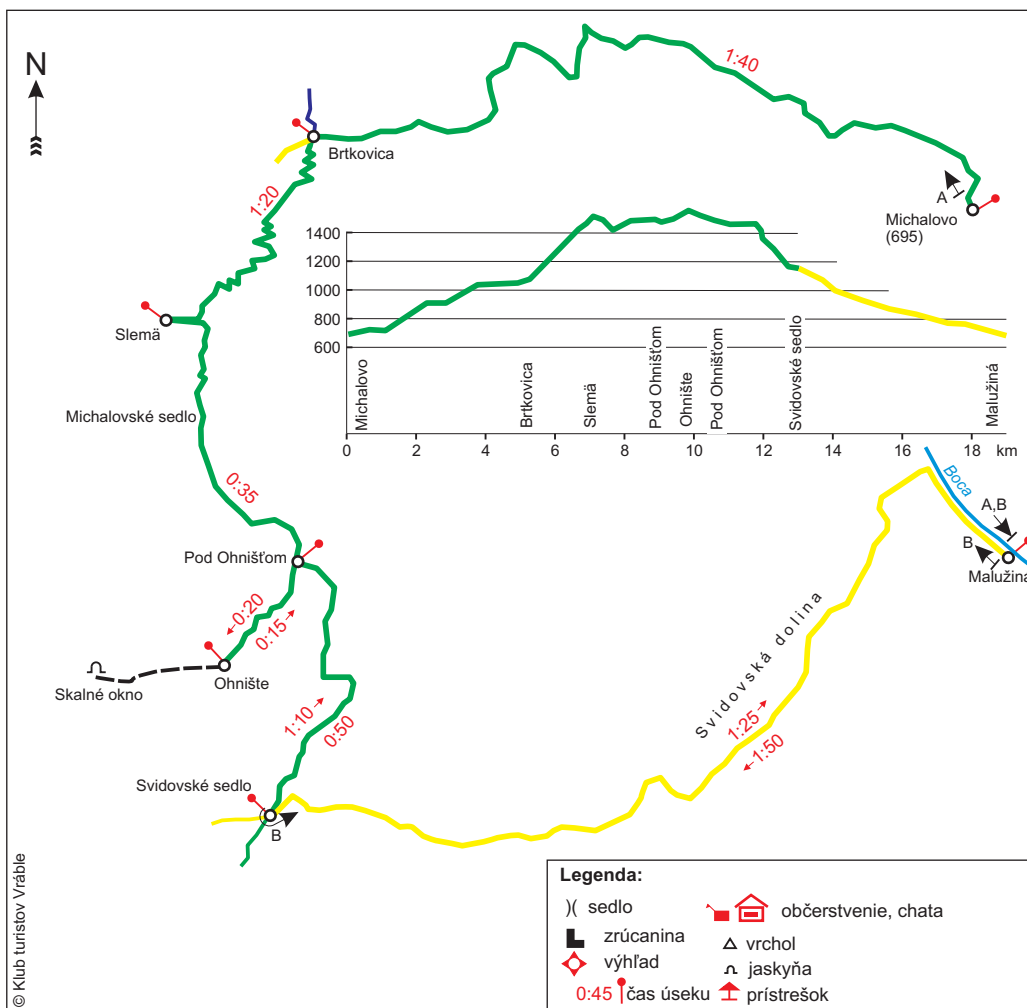 N
1:40
Brtkovica
A
Michalovo
(695)
1:20
1400
1200
1000
800
600
Michalovo
Brtkovica
Slemä
Pod Ohnišťom
Ohnište
Pod Ohnišťom
Svidovské sedlo
Malužiná
0 2 4 6 8 10 12 14 16 18 km
Slemä
Michalovské sedlo
0:35
Boca
A,B
B
Malužiná
Pod Ohnišťom
0:20
0:15
Ohnište
Skalné okno
1:10
0:50
Svidovská dolina
1:25
1:50
Svidovské sedlo
B
© Klub turistov Vráble
Legenda:
)( sedlo
občerstvenie, chata
zrúcanina
vrchol
výhľad
jaskyňa
0:45 čas úseku
prístrešok